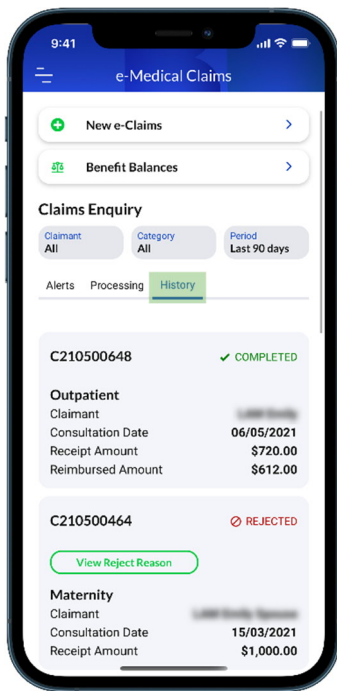 9:41
e-Medical Claims
New e-Claims
Benefit Balances
Claims Enquiry
Claimant Category Period
All All Last 90 days
Alerts Processing History
C210500648 COMPLETED
Outpatient
Claimant
Consultation Date 06/05/2021
Receipt Amount $720.00
Reimbursed Amount $612.00
C210500464 REJECTED
View Reject Reason
Maternity
Claimant
Consultation Date 15/03/2021
Receipt Amount $1,000.00